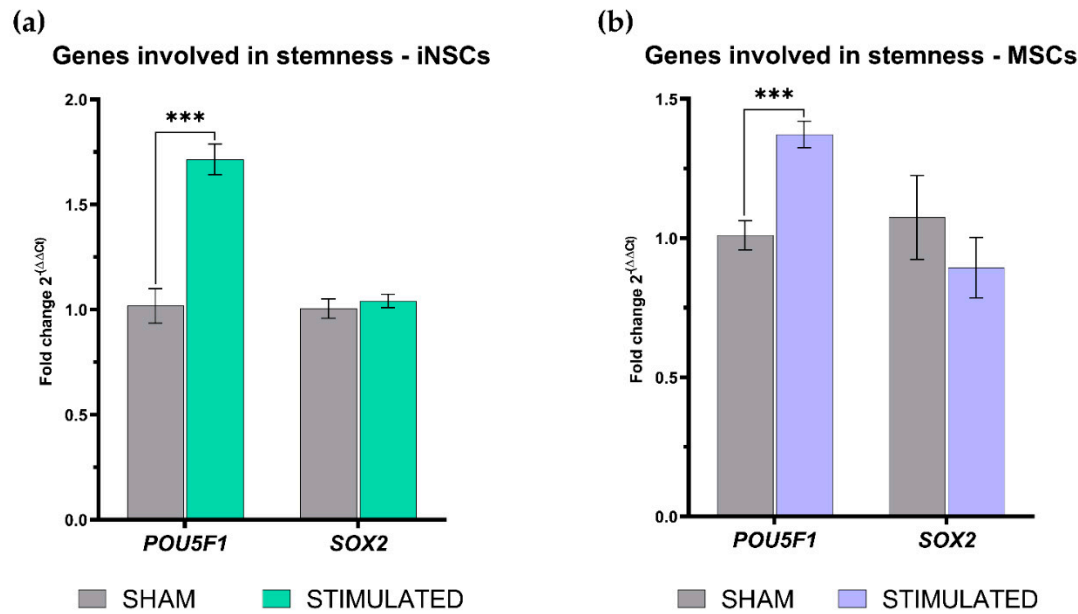 (a)
Genes involved in stemness - iNSCs
Fold change 2-(ΔΔCt)
2.0
1.5
1.0
0.5
0.0
***
POU5F1 SOX2
SHAM STIMULATED
(b)
Genes involved in stemness - MSCs
Fold change 2-(ΔΔCt)
1.5
1.0
0.5
0.0
***
POU5F1 SOX2
SHAM STIMULATED